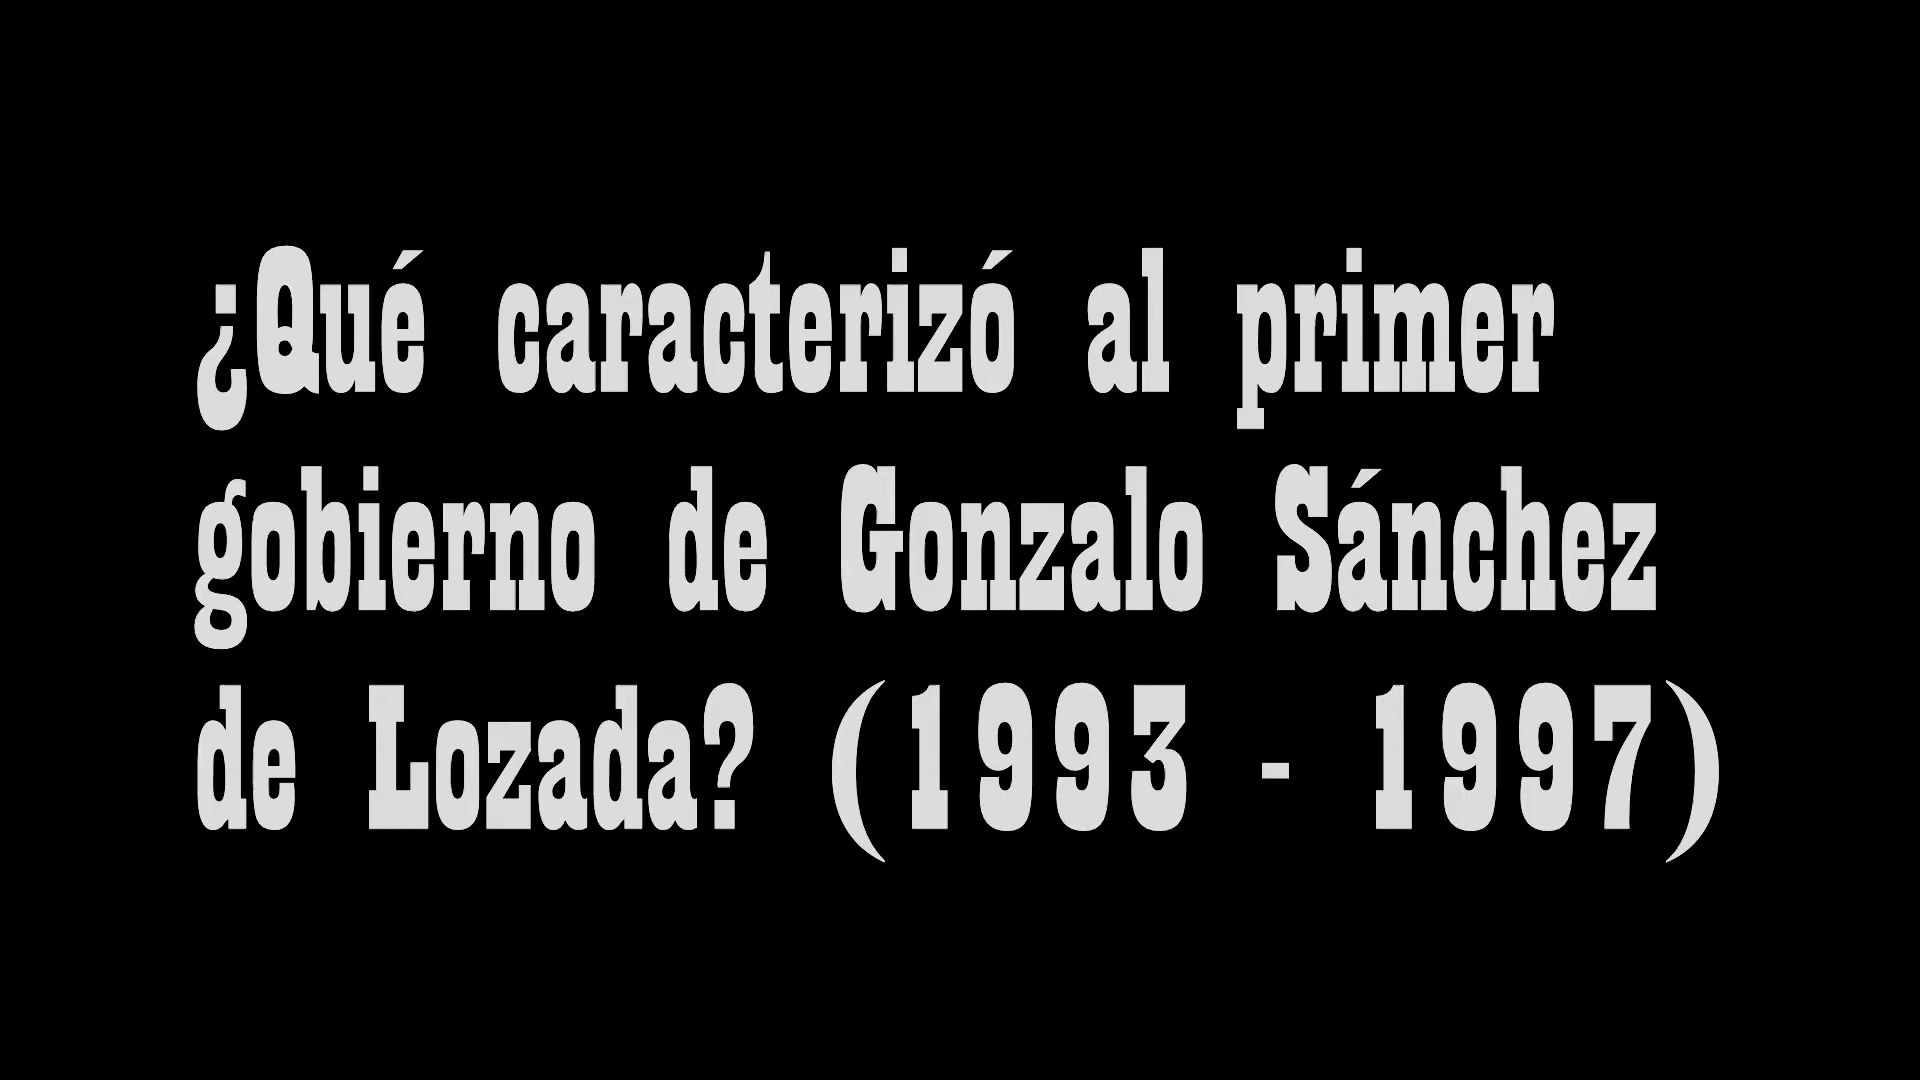 ¿Qué caracterizó al primer
gobierno de Gonzalo Sánchez
de Lozada? (1993 - 1997)